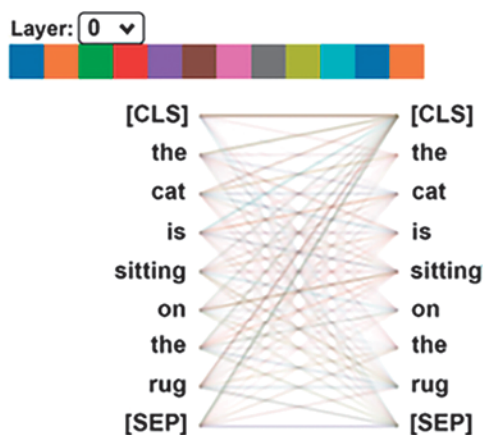 Layer: 0
[CLS] [CLS]
the the
cat cat
is is
sitting sitting
on on
the the
rug rug
[SEP] [SEP]